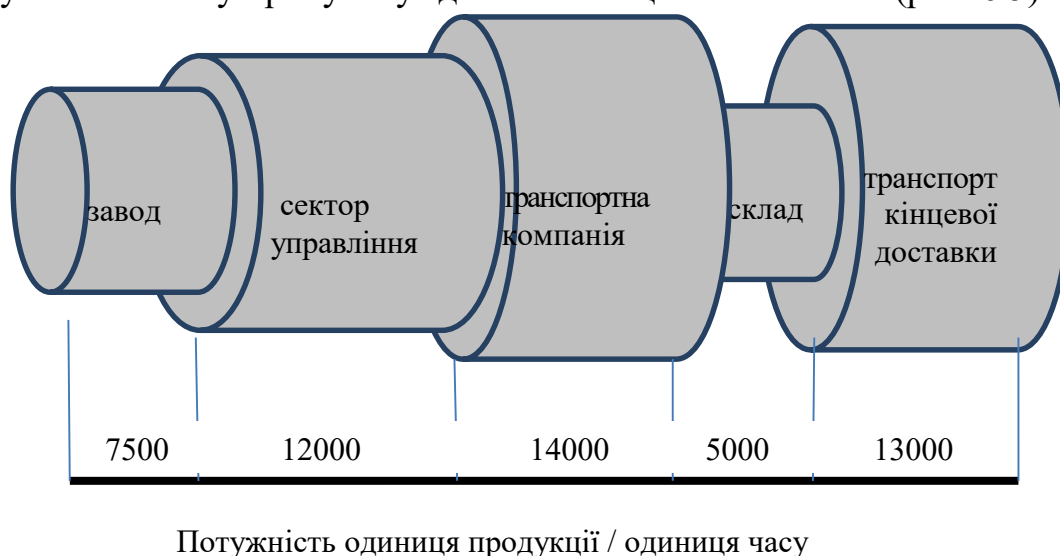 завод
сектор
управління
транспортна
компанія
склад
транспорт
кінцевої
доставки
7500 12000 14000 5000 13000
Потужність одиниця продукції / одиниця часу